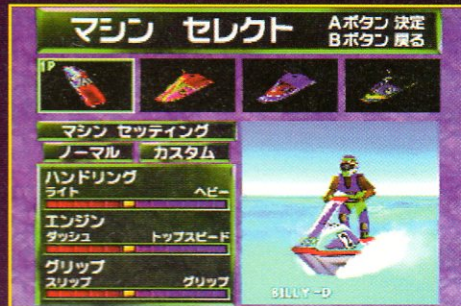 マシン セレクト
Aボタン 決定
Bボタン 戻る
1P
マシン セッティング
ノーマル カスタム
ハンドリング
ライト ヘビー
エンジン
ダッシュ トップスピード
グリップ
スリップ グリップ
BILLY-D